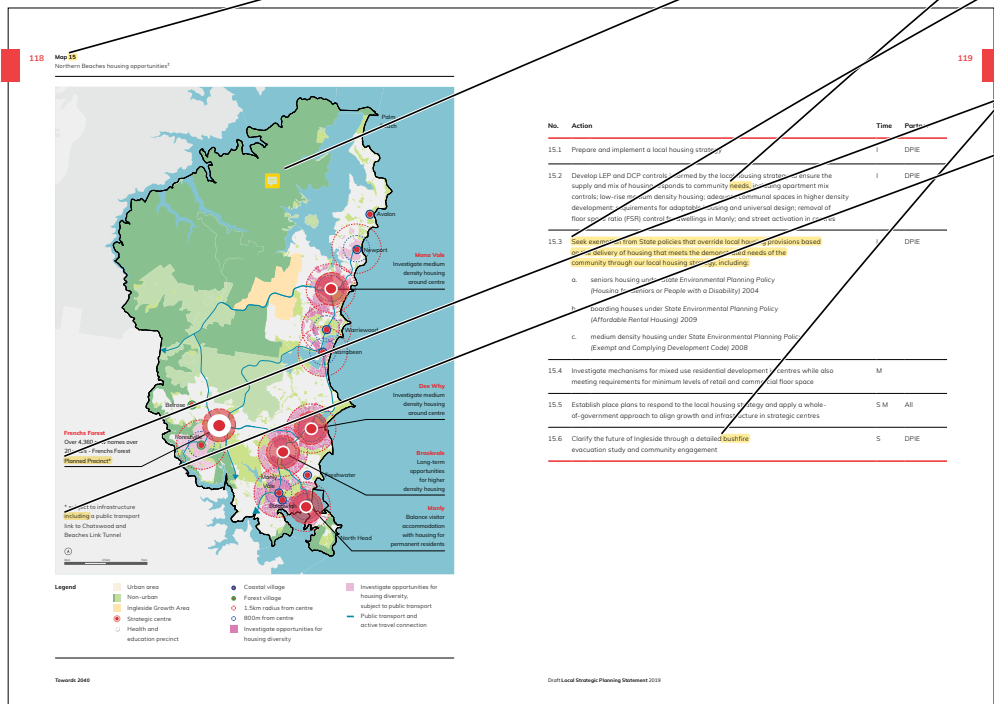 118
Map 15
Northern Beaches housing opportunities²
Palm
Avalon
Newport
Mona Vale
Investigate medium
density housing
around centre
Warriewood
Narrabeen
Dee Why
Investigate medium
density housing
around centre
Belrose
Forestville
Frenchs Forest
Over 4,360 homes over
Frenchs Forest
Planned Precinct*
Brookvale
Long-term
opportunities
for higher
density housing
Freshwater
Manly
Vale
Balgowlah
Manly
Balance visitor
accommodation
with housing for
permanent residents
North Head
* subject to infrastructure
including a public transport
link to Chatswood and
Beaches Link Tunnel
Legend
Urban area
Non-urban
Ingleside Growth Area
Strategic centre
Health and
education precinct
Coastal village
Forest village
1.5km radius from centre
800m from centre
Investigate opportunities for
housing diversity
Investigate opportunities for
housing diversity,
subject to public transport
Public transport and
active travel connection
Towards 2040
119
No. Action Time
15.1 Prepare and implement a local housing strategy I DPIE
15.2 Develop LEP and DCP controls informed by the local housing strategy to ensure the I DPIE
supply and mix of housing responds to community needs, including apartment mix
controls; low-rise medium density housing; adequate communal spaces in higher density
development; requirements for adaptable housing and universal design; removal of
floor space ratio (FSR) control for dwellings in Manly; and street activation in centres
15.3 Seek exemption from State policies that override local housing provisions based I DPIE
on the delivery of housing that meets the demonstrated needs of the
community through our local housing strategy, including:
a. seniors housing under State Environmental Planning Policy
(Housing for Seniors or People with a Disability) 2004
b. boarding houses under State Environmental Planning Policy
(Affordable Rental Housing) 2009
c. medium density housing under State Environmental Planning Policy
(Exempt and Complying Development Code) 2008
15.4 Investigate mechanisms for mixed use residential development in centres while also M
meeting requirements for minimum levels of retail and commercial floor space
15.5 Establish place plans to respond to the local housing strategy and apply a whole- S M All
of-government approach to align growth and infrastructure in strategic centres
15.6 Clarify the future of Ingleside through a detailed bushfire S DPIE
evacuation study and community engagement
Draft Local Strategic Planning Statement 2019